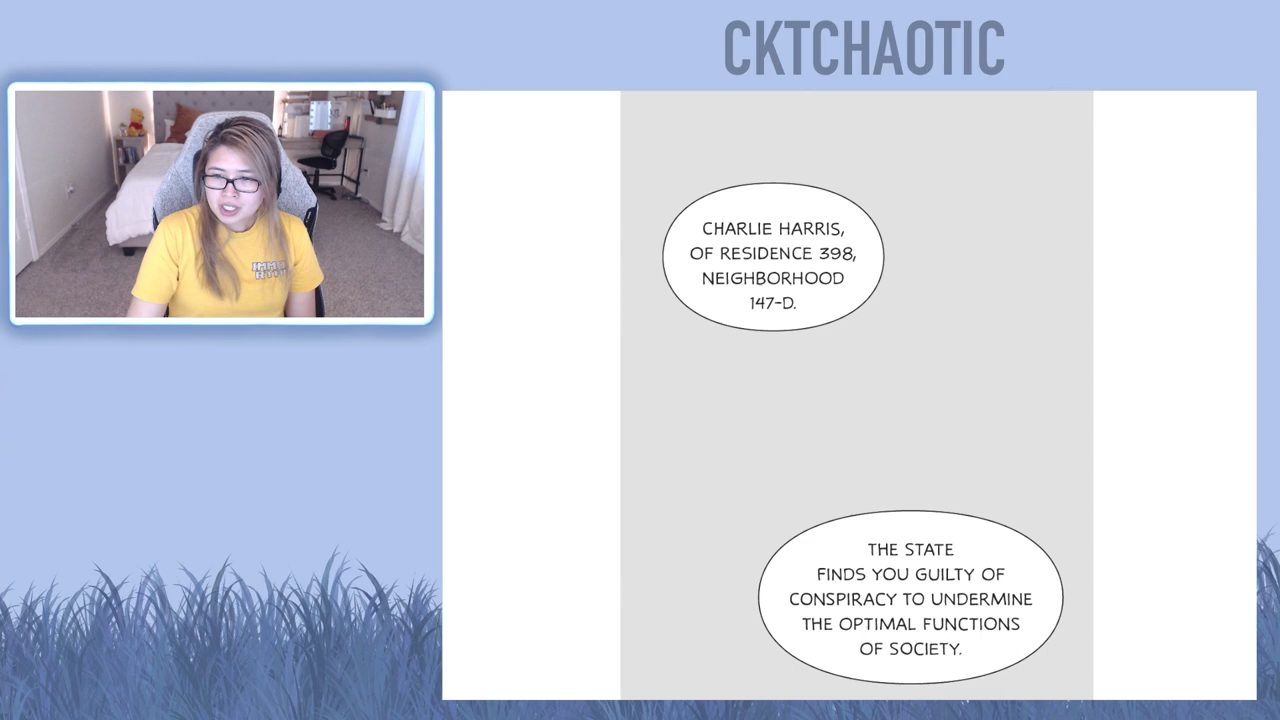 CKTCHAOTIC
CHARLIE HARRIS,
OF RESIDENCE 398,
NEIGHBORHOOD
147-D.
THE STATE
FINDS YOU GUILTY OF
CONSPIRACY TO UNDERMINE
THE OPTIMAL FUNCTIONS
OF SOCIETY.